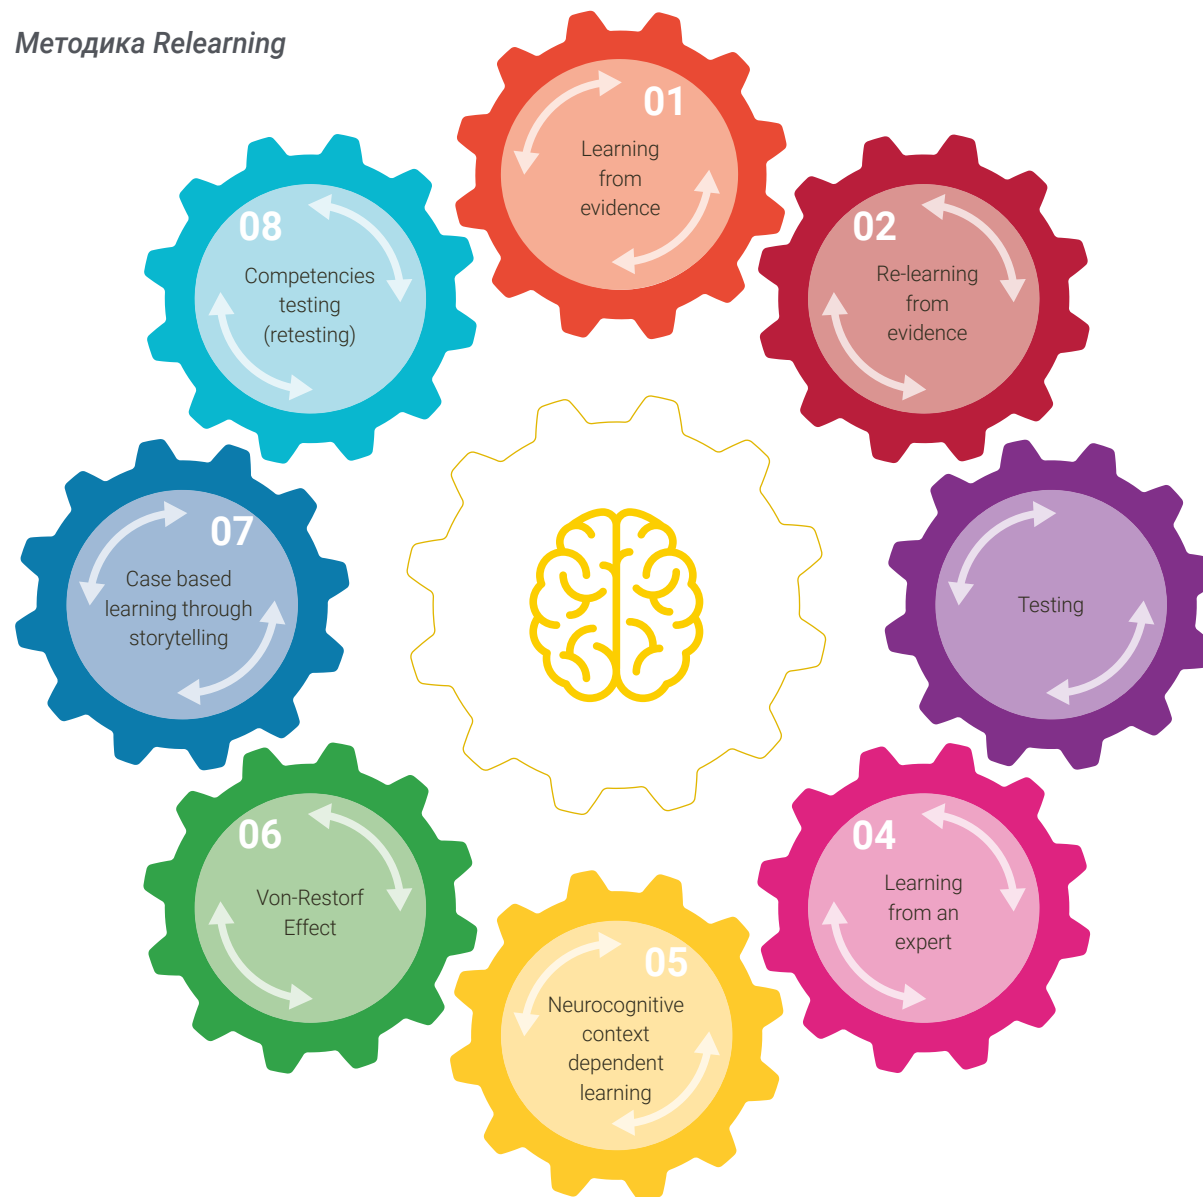 Методика Relearning
01
Learning
from
evidence
02
Re-learning
from
evidence
Testing
04
Learning
from an
expert
05
Neurocognitive
context
dependent
learning
06
Von-Restorf
Effect
07
Case based
learning through
storytelling
08
Competencies
testing
(retesting)